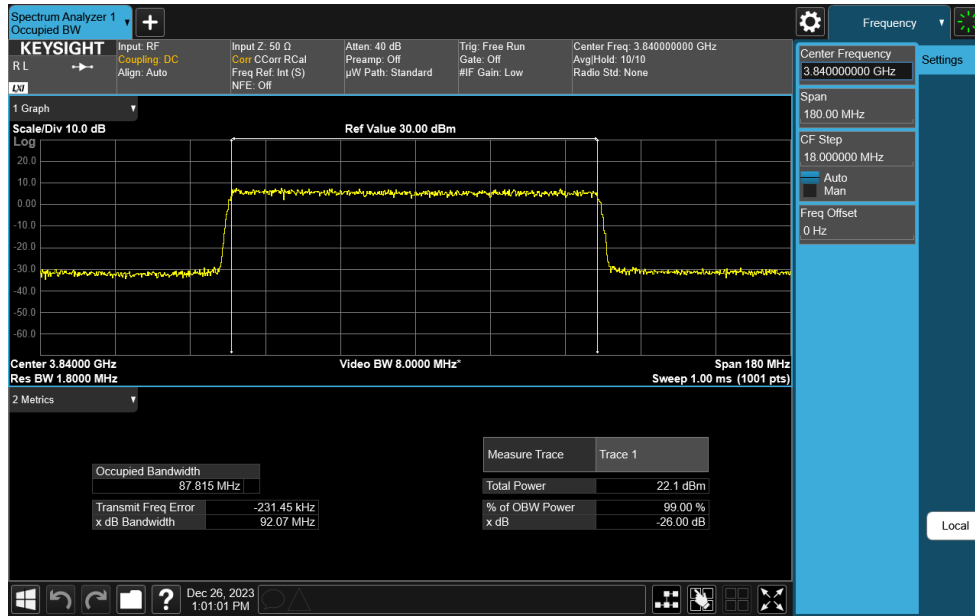 Spectrum Analyzer 1
Occupied BW
+
Frequency
KEYSIGHT
R L
LXI
Input: RF
Coupling: DC
Align: Auto
Input Z: 50 Ω
Corr CCorr RCal
Freq Ref: Int (S)
NFE: Off
Atten: 40 dB
Preamp: Off
µW Path: Standard
Trig: Free Run
Gate: Off
#IF Gain: Low
Center Freq: 3.840000000 GHz
Avg|Hold: 10/10
Radio Std: None
Center Frequency
3.840000000 GHz
Settings
Span
180.00 MHz
CF Step
18.000000 MHz
Auto
Man
Freq Offset
0 Hz
Local
1 Graph
Scale/Div 10.0 dB
Ref Value 30.00 dBm
Log
20.0
10.0
0.00
-10.0
-20.0
-30.0
-40.0
-50.0
-60.0
Center 3.84000 GHz
Video BW 8.0000 MHz*
Span 180 MHz
Res BW 1.8000 MHz
Sweep 1.00 ms (1001 pts)
2 Metrics
Measure Trace Trace 1
Occupied Bandwidth
87.815 MHz
Total Power 22.1 dBm
Transmit Freq Error -231.45 kHz
% of OBW Power 99.00 %
x dB Bandwidth 92.07 MHz
x dB -26.00 dB
?
Dec 26, 2023
1:01:01 PM